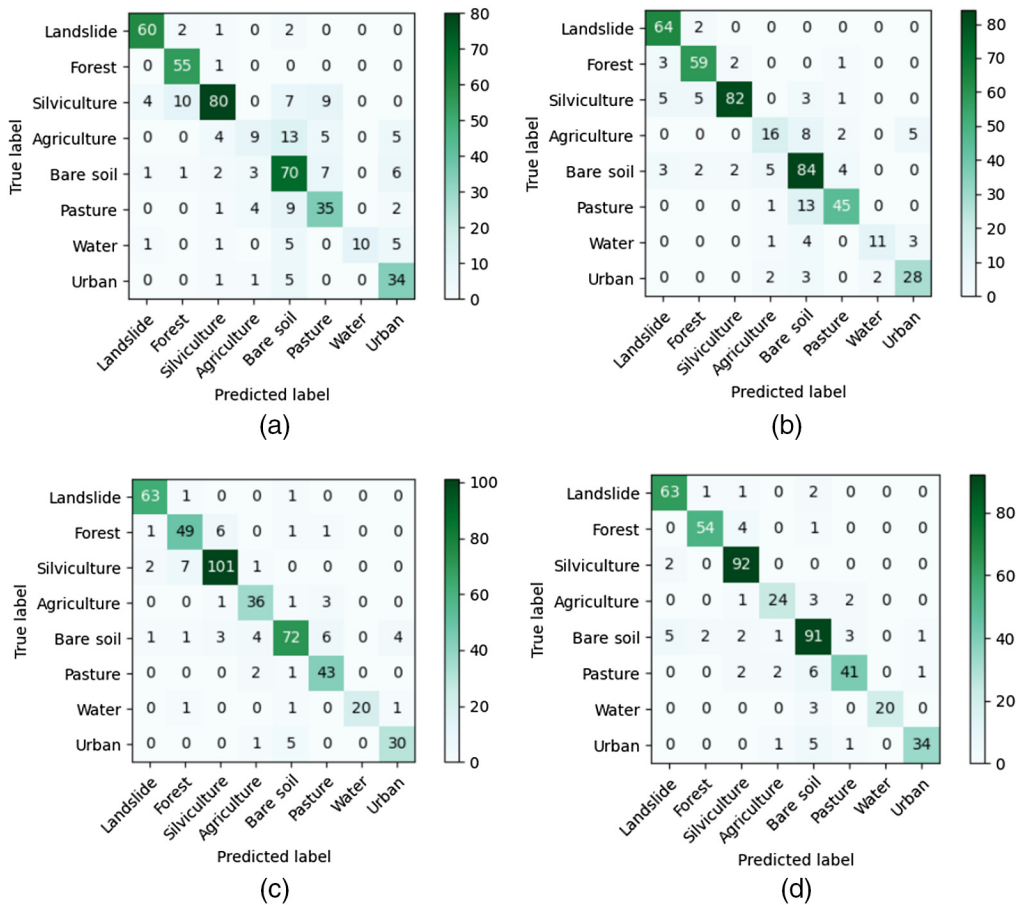 Landslide 60 2 1 0 2 0 0 0
Forest 0 55 1 0 0 0 0 0
Silviculture 4 10 80 0 7 9 0 0
Agriculture 0 0 4 9 13 5 0 5
Bare soil 1 1 2 3 70 7 0 6
Pasture 0 0 1 4 9 35 0 2
Water 1 0 1 0 5 0 10 5
Urban 0 0 1 1 5 0 0 34
True label
Landslide Forest Silviculture Agriculture Bare soil Pasture Water Urban
Predicted label
80
70
60
50
40
30
20
10
0
(a)
Landslide 64 2 0 0 0 0 0 0
Forest 3 59 2 0 0 1 0 0
Silviculture 5 5 82 0 3 1 0 0
Agriculture 0 0 0 16 8 2 0 5
Bare soil 3 2 2 5 84 4 0 0
Pasture 0 0 0 1 13 45 0 0
Water 0 0 0 1 4 0 11 3
Urban 0 0 0 2 3 0 2 28
True label
Landslide Forest Silviculture Agriculture Bare soil Pasture Water Urban
Predicted label
80
70
60
50
40
30
20
10
0
(b)
Landslide 63 1 0 0 1 0 0 0
Forest 1 49 6 0 1 1 0 0
Silviculture 2 7 101 1 0 0 0 0
Agriculture 0 0 1 36 1 3 0 0
Bare soil 1 1 3 4 72 6 0 4
Pasture 0 0 0 2 1 43 0 0
Water 0 1 0 0 1 0 20 1
Urban 0 0 0 1 5 0 0 30
True label
Landslide Forest Silviculture Agriculture Bare soil Pasture Water Urban
Predicted label
100
80
60
40
20
0
(c)
Landslide 63 1 1 0 2 0 0 0
Forest 0 54 4 0 1 0 0 0
Silviculture 2 0 92 0 0 0 0 0
Agriculture 0 0 1 24 3 2 0 0
Bare soil 5 2 2 1 91 3 0 1
Pasture 0 0 2 2 6 41 0 1
Water 0 0 0 0 3 0 20 0
Urban 0 0 0 1 5 1 0 34
True label
Landslide Forest Silviculture Agriculture Bare soil Pasture Water Urban
Predicted label
80
60
40
20
0
(d)